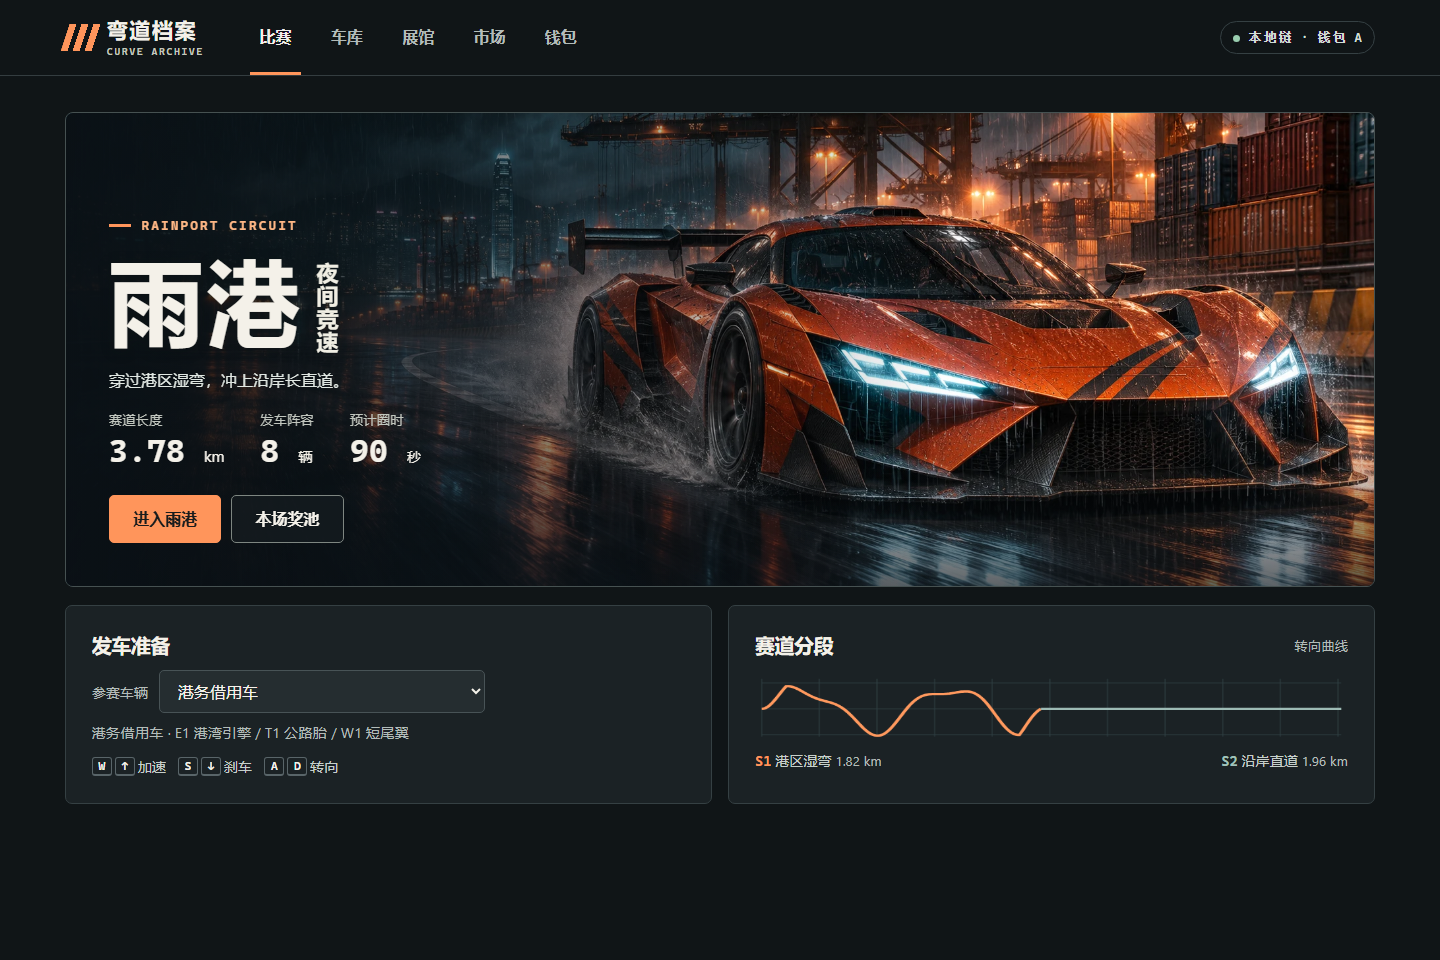 弯道档案
CURVE ARCHIVE
比赛 车库 展馆 市场 钱包
本地链 · 钱包 A
RAINPORT CIRCUIT
雨港
夜间竞速
穿过港区湿弯，冲上沿岸长直道。
赛道长度 发车阵容 预计圈时
3.78 km 8 辆 90 秒
进入雨港 本场奖池
发车准备
参赛车辆 港务借用车
港务借用车 · E1 港湾引擎 / T1 公路胎 / W1 短尾翼
W ↑ 加速 S ↓ 刹车 A D 转向
赛道分段 转向曲线
S1 港区湿弯 1.82 km S2 沿岸直道 1.96 km